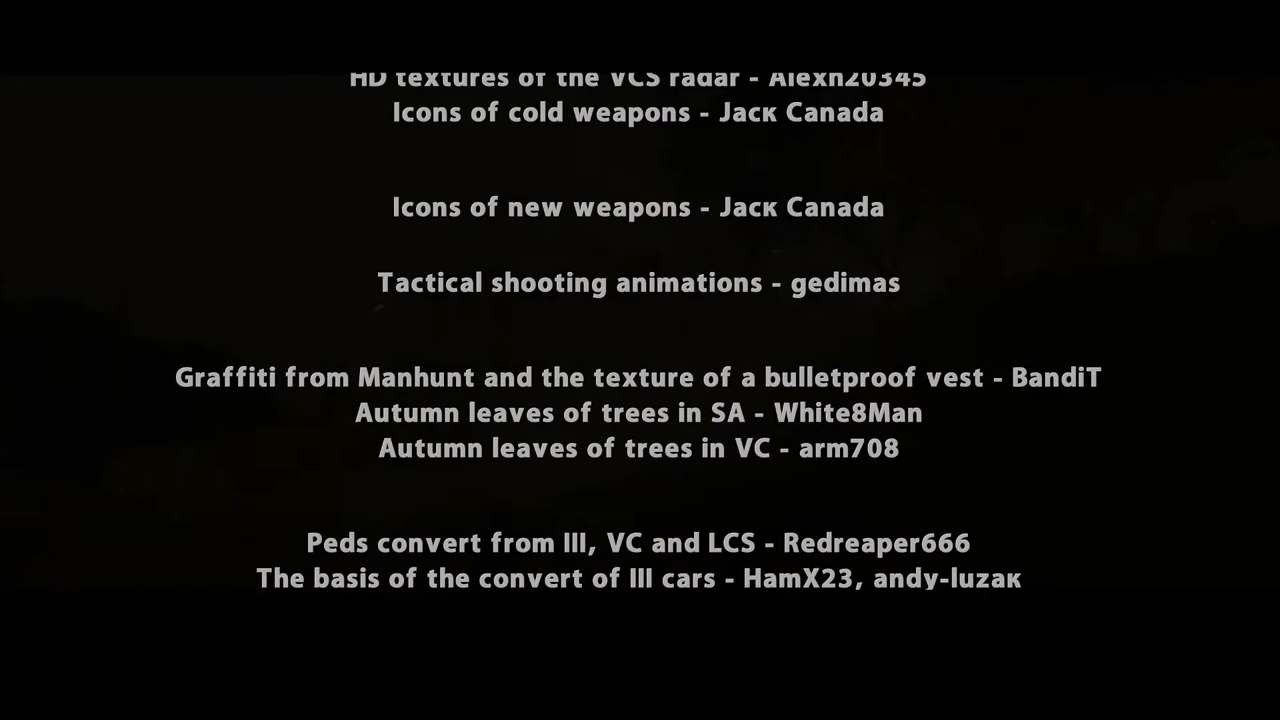 HD textures of the VCS radar - Alexn20345
Icons of cold weapons - Jacк Canada
Icons of new weapons - Jacк Canada
Tactical shooting animations - gedimas
Graffiti from Manhunt and the texture of a bulletproof vest - BandiT
Autumn leaves of trees in SA - White8Man
Autumn leaves of trees in VC - arm708
Peds convert from III, VC and LCS - Redreaper666
The basis of the convert of III cars - HamX23, andy-luzaк